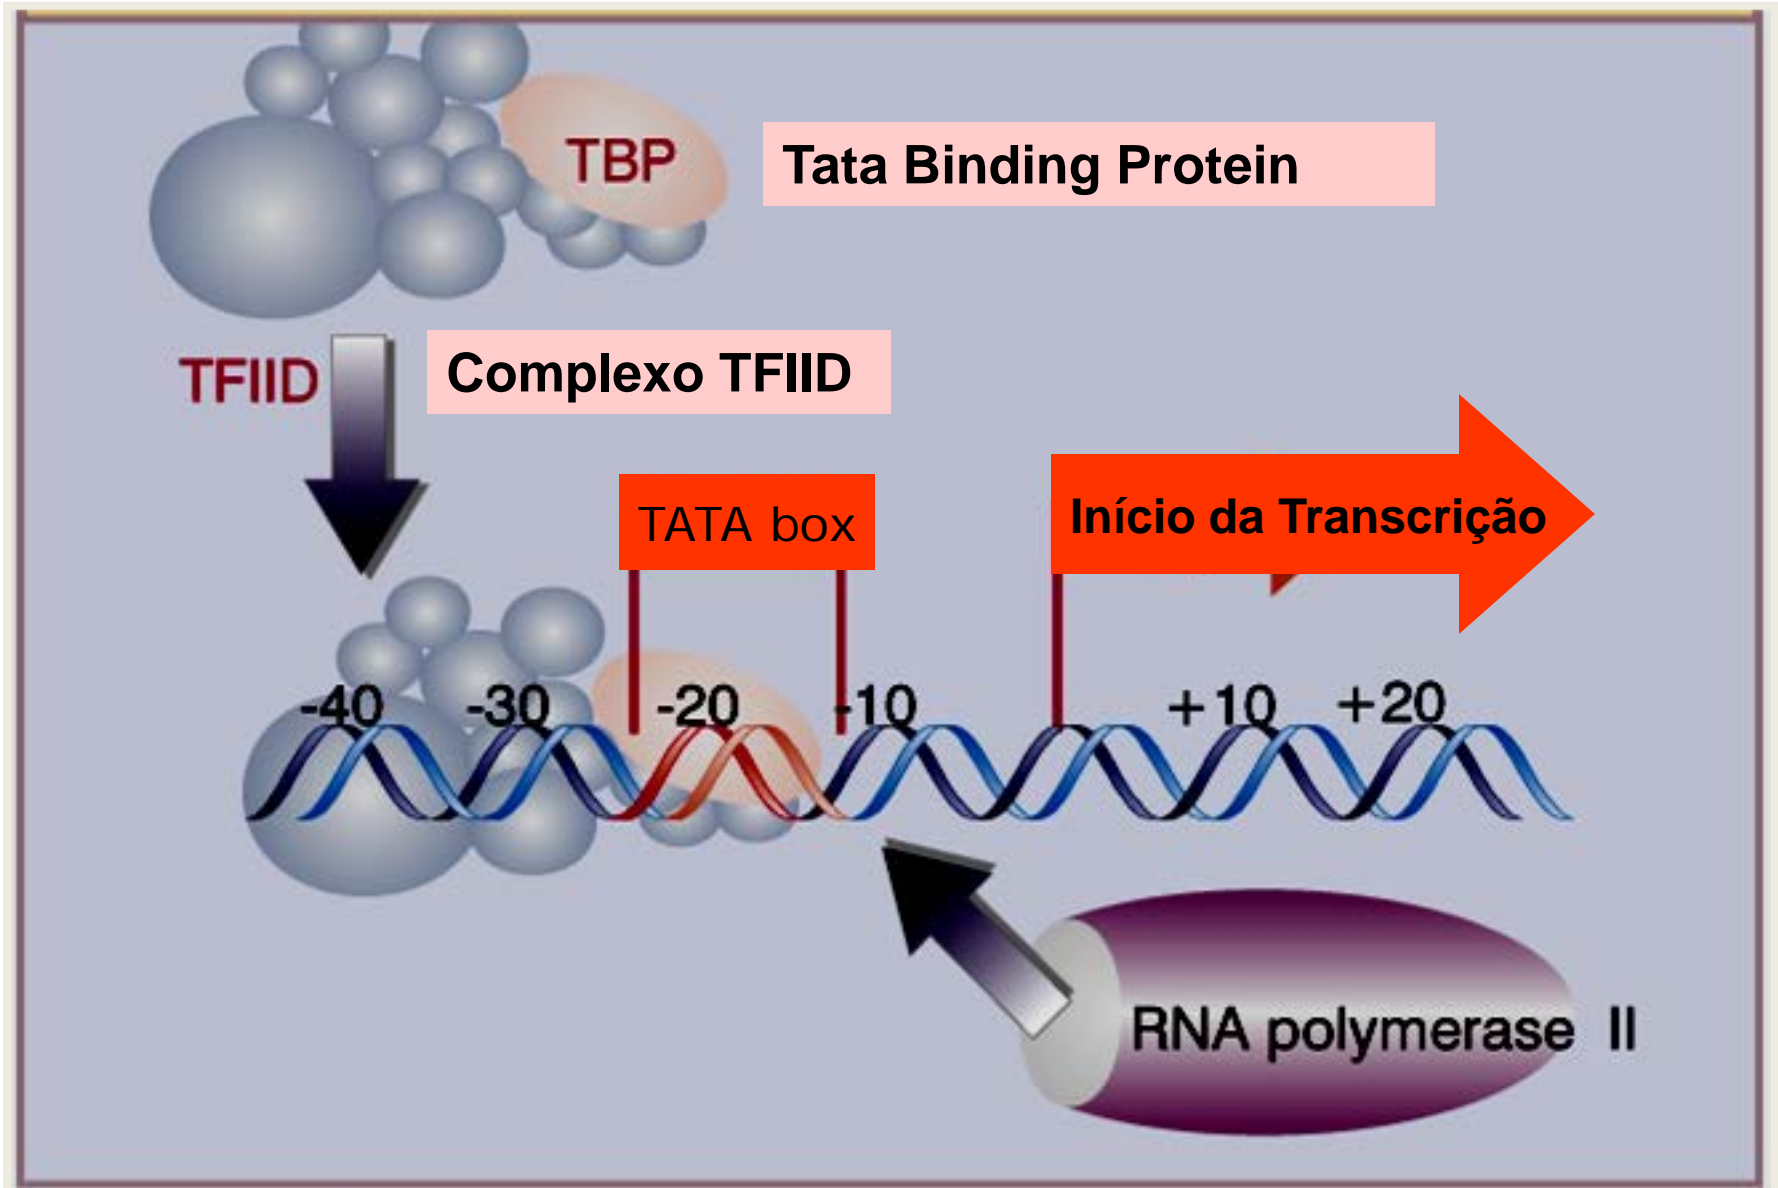 TBP
Tata Binding Protein
TFIID
Complexo TFIID
TATA box
Início da Transcrição
-40 -30 -20 -10 +10 +20
RNA polymerase II